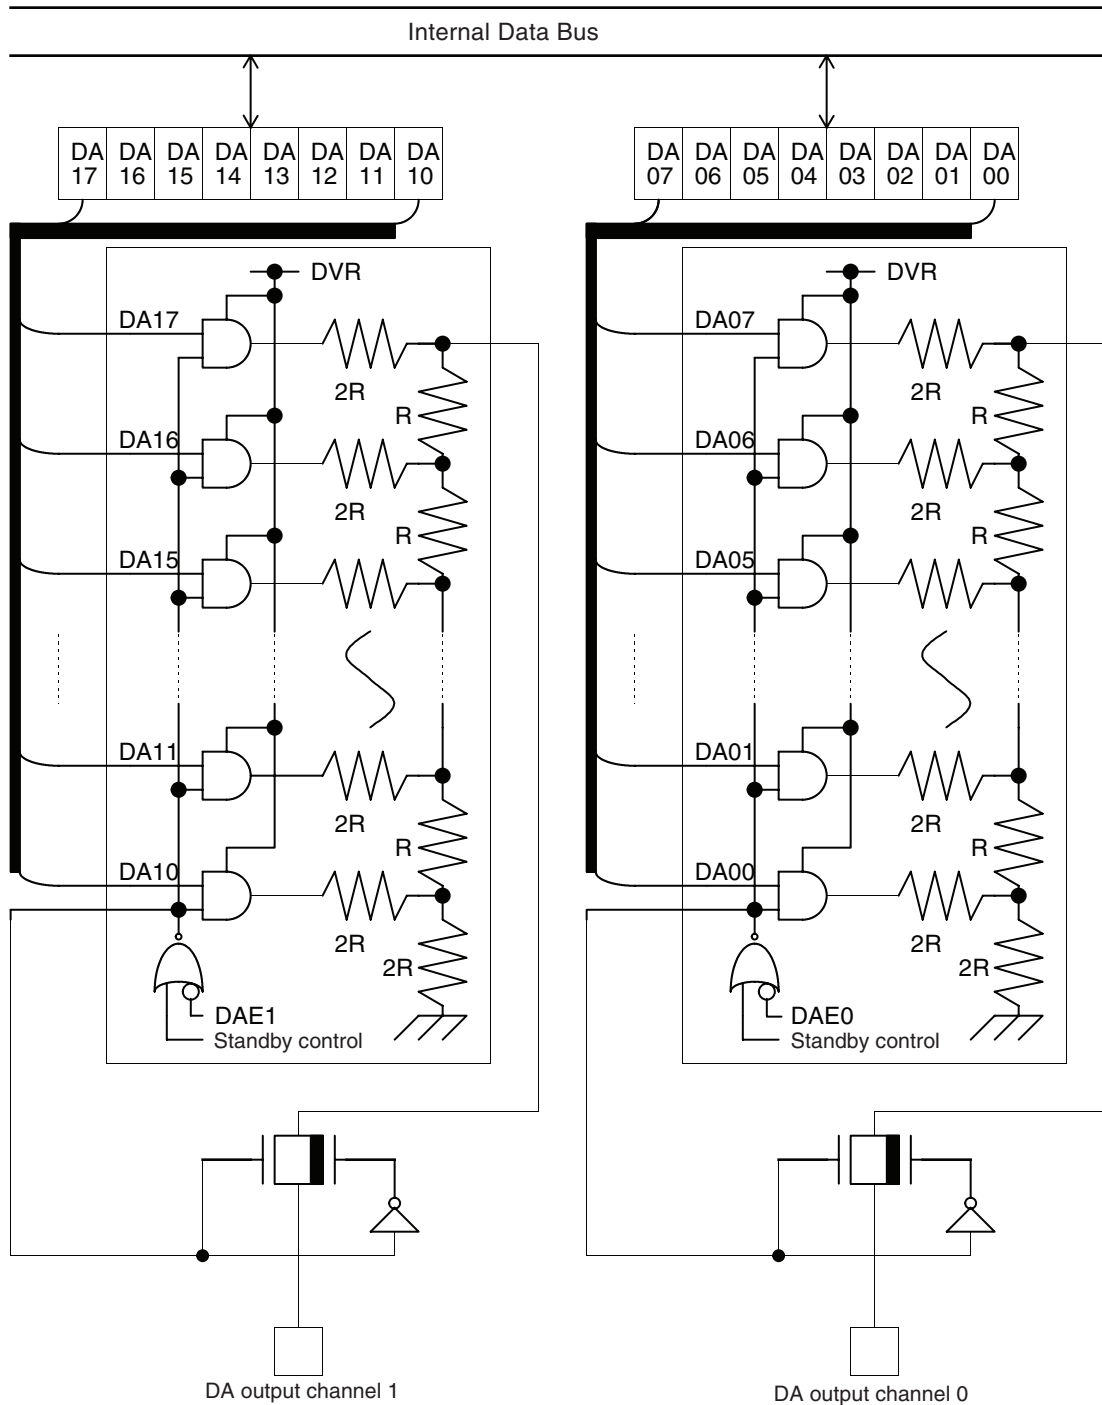 Internal Data Bus
DA 17 DA 16 DA 15 DA 14 DA 13 DA 12 DA 11 DA 10
DA 07 DA 06 DA 05 DA 04 DA 03 DA 02 DA 01 DA 00
DVR
DA17
2R
R
DA16
2R
R
DA15
DA11
2R
R
DA10
2R
2R
DAE1
Standby control
DA output channel 1
DVR
DA07
2R
R
DA06
2R
R
DA05
DA01
2R
R
DA00
2R
2R
DAE0
Standby control
DA output channel 0